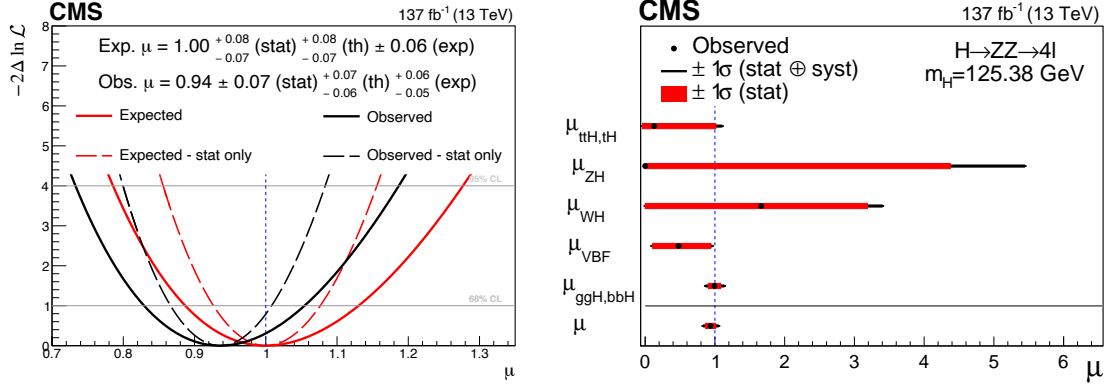 CMS 137 fb⁻¹ (13 TeV)
−2 Δ ln L
8
7
6
5
4
3
2
1
0
Exp. μ = 1.00 +0.08 −0.07 (stat) +0.08 −0.07 (th) ± 0.06 (exp)
Obs. μ = 0.94 ± 0.07 (stat) +0.07 −0.06 (th) +0.06 −0.05 (exp)
Expected Observed
Expected - stat only Observed - stat only
95% CL
68% CL
0.7 0.8 0.9 1 1.1 1.2 1.3
μ
CMS 137 fb⁻¹ (13 TeV)
Observed
± 1σ (stat ⊕ syst)
± 1σ (stat)
H→ZZ→4l
m_H=125.38 GeV
μ_ttH,tH
μ_ZH
μ_WH
μ_VBF
μ_ggH,bbH
μ
0 1 2 3 4 5 6
μ